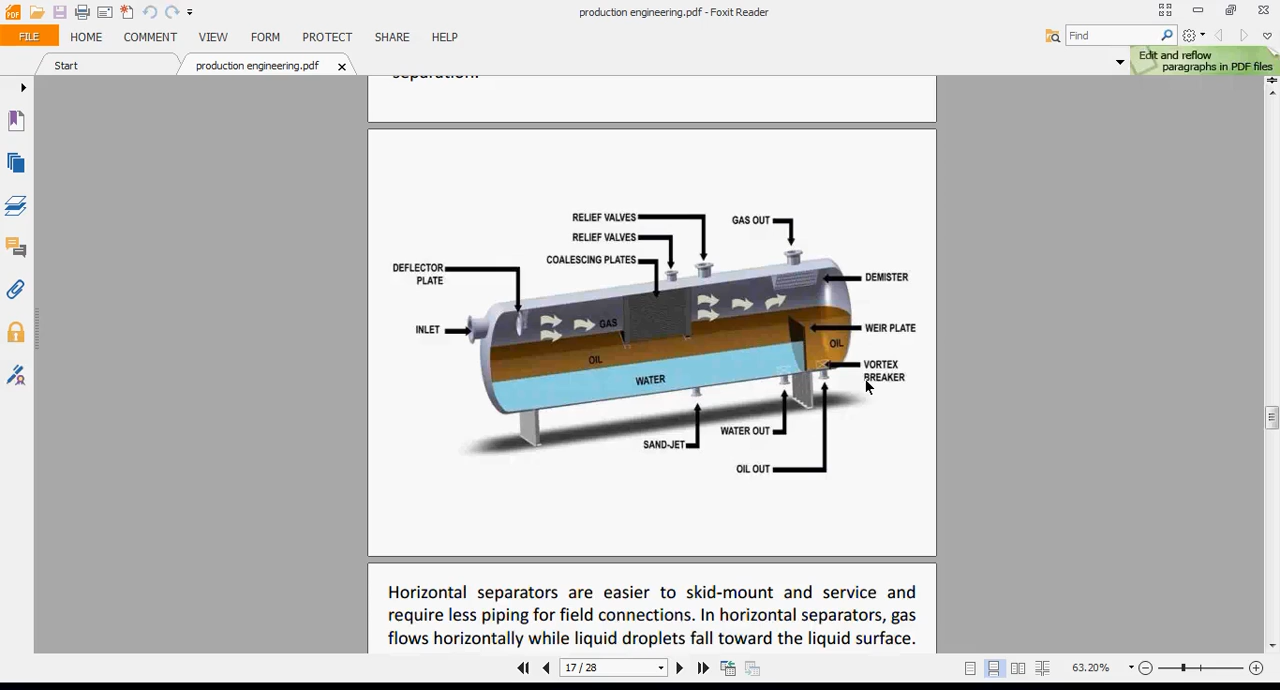 production engineering.pdf - Foxit Reader
FILE HOME COMMENT VIEW FORM PROTECT SHARE HELP
Find
Start
production engineering.pdf
Edit and reflow
paragraphs in PDF files
separation.
RELIEF VALVES
GAS OUT
RELIEF VALVES
COALESCING PLATES
DEFLECTOR
PLATE
DEMISTER
INLET
GAS
WEIR PLATE
OIL
OIL
VORTEX
BREAKER
WATER
WATER OUT
SAND-JET
OIL OUT
Horizontal separators are easier to skid-mount and service and
require less piping for field connections. In horizontal separators, gas
flows horizontally while liquid droplets fall toward the liquid surface.
17 / 28
63.20%